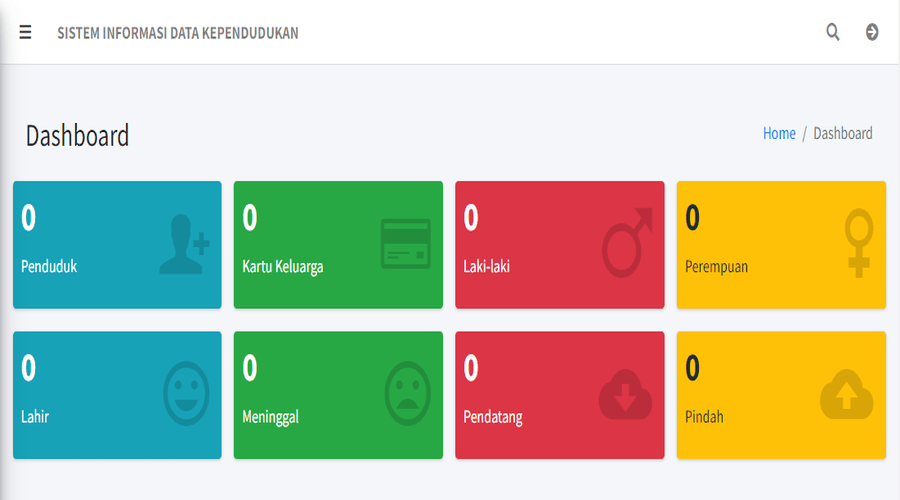 SISTEM INFORMASI DATA KEPENDUDUKAN
Dashboard
Home / Dashboard
0
Penduduk
0
Kartu Keluarga
0
Laki-laki
0
Perempuan
0
Lahir
0
Meninggal
0
Pendatang
0
Pindah